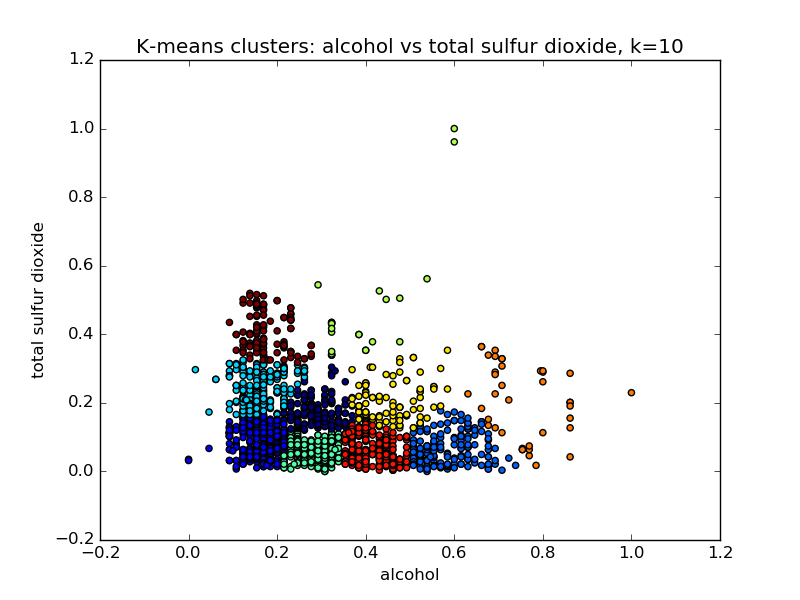 K-means clusters: alcohol vs total sulfur dioxide, k=10
1.2
1.0
0.8
0.6
0.4
0.2
0.0
−0.2
total sulfur dioxide
−0.2 0.0 0.2 0.4 0.6 0.8 1.0 1.2
alcohol